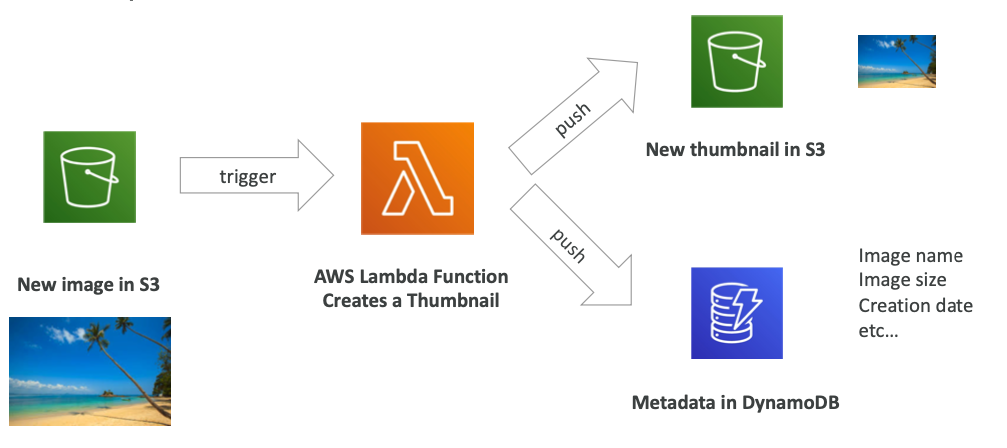 trigger
push
push
New image in S3
AWS Lambda Function
Creates a Thumbnail
New thumbnail in S3
Image name
Image size
Creation date
etc...
Metadata in DynamoDB